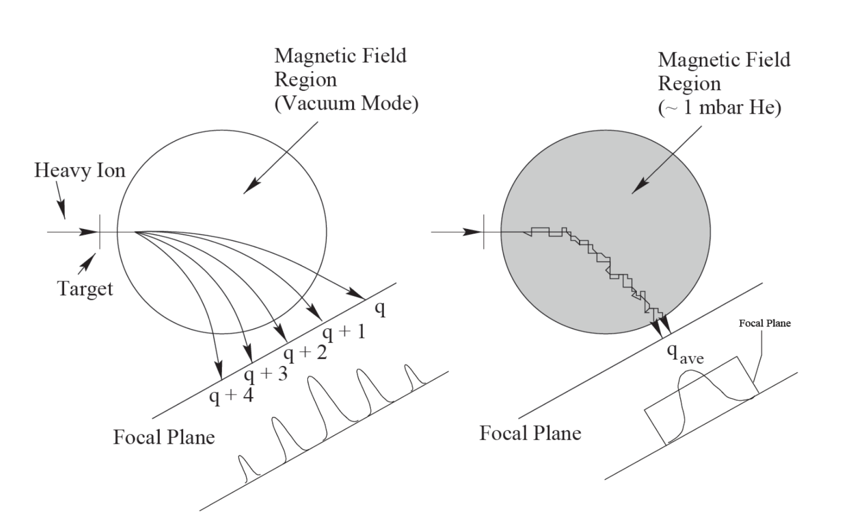 Magnetic Field
Region
(Vacuum Mode)
Heavy Ion
Target
q
q + 1
q + 2
q + 3
q + 4
Focal Plane
Magnetic Field
Region
(~ 1 mbar He)
q ave
Focal Plane
Focal Plane